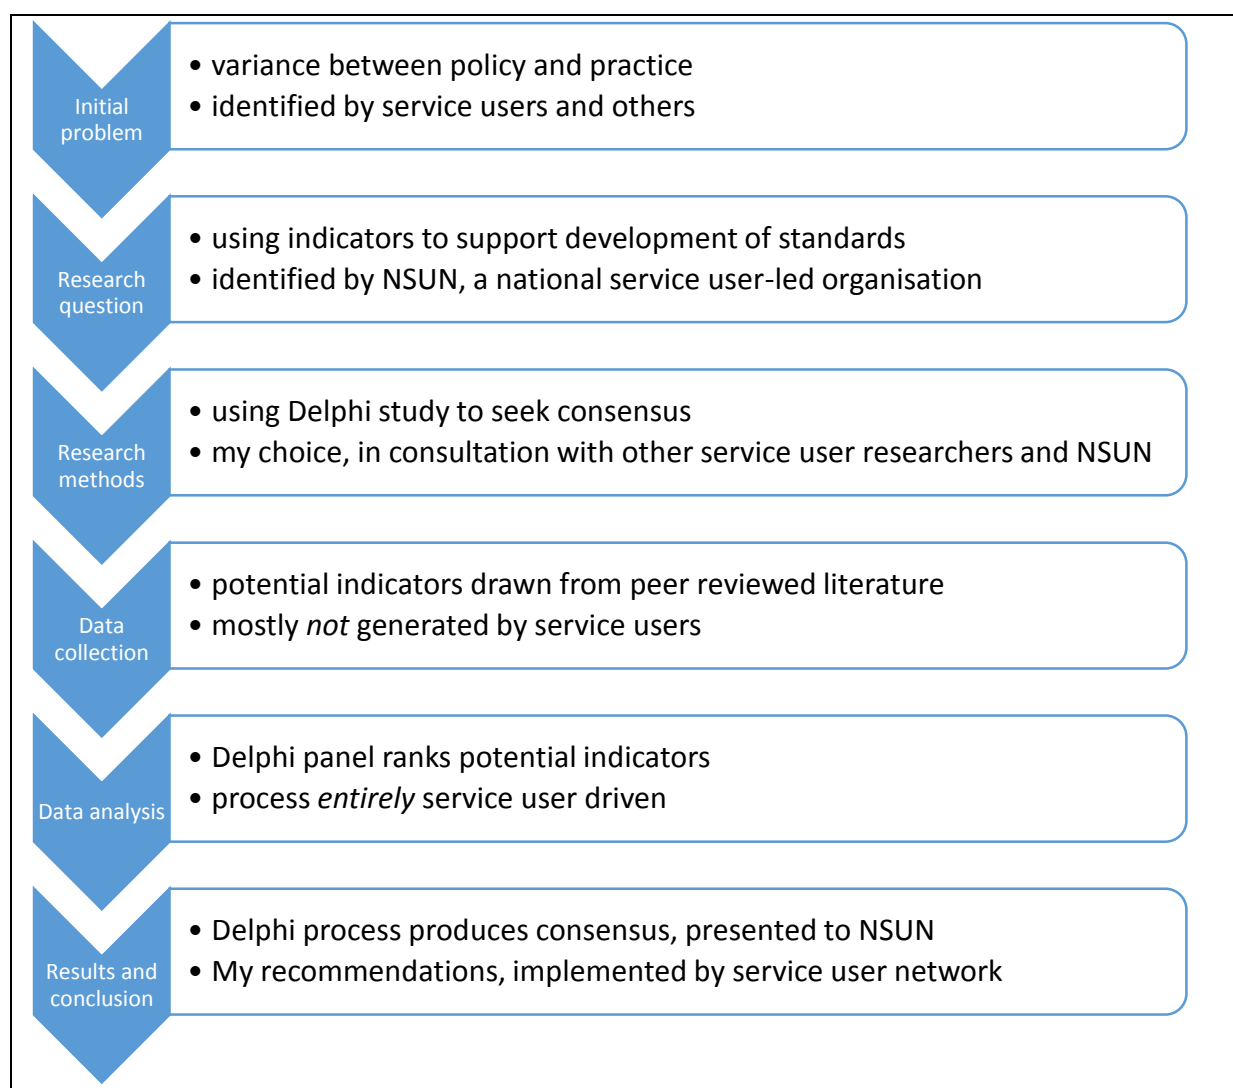 Initial
problem
• variance between policy and practice
• identified by service users and others
Research
question
• using indicators to support development of standards
• identified by NSUN, a national service user-led organisation
Research
methods
• using Delphi study to seek consensus
• my choice, in consultation with other service user researchers and NSUN
Data
collection
• potential indicators drawn from peer reviewed literature
• mostly not generated by service users
Data analysis
• Delphi panel ranks potential indicators
• process entirely service user driven
Results and
conclusion
• Delphi process produces consensus, presented to NSUN
• My recommendations, implemented by service user network